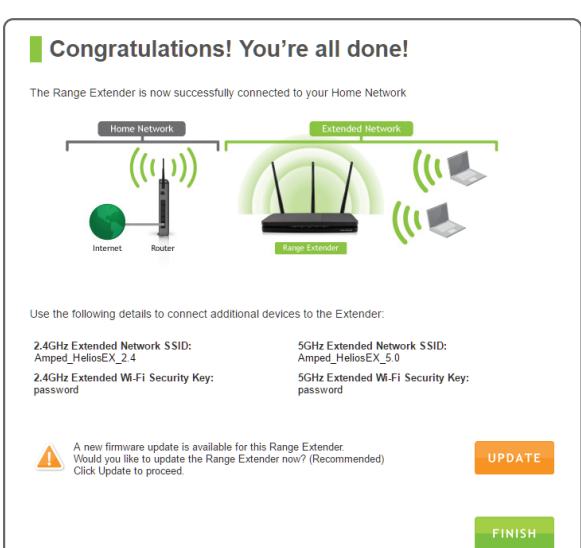 Congratulations! You're all done!
The Range Extender is now successfully connected to your Home Network
Home Network
Extended Network
Internet
Router
Range Extender
Use the following details to connect additional devices to the Extender:
2.4GHz Extended Network SSID:
Amped_HeliosEX_2.4
2.4GHz Extended Wi-Fi Security Key:
password
5GHz Extended Network SSID:
Amped_HeliosEX_5.0
5GHz Extended Wi-Fi Security Key:
password
A new firmware update is available for this Range Extender.
Would you like to update the Range Extender now? (Recommended)
Click Update to proceed.
UPDATE
FINISH